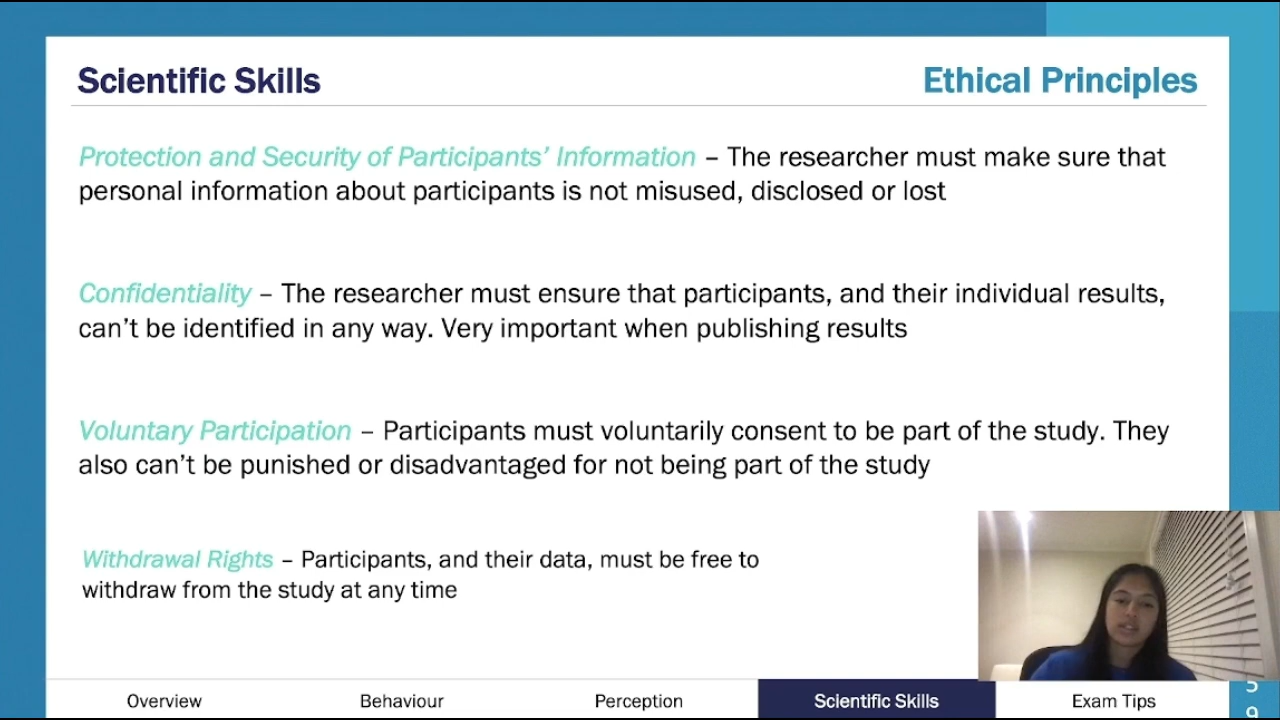 Scientific Skills
Ethical Principles
Protection and Security of Participants' Information – The researcher must make sure that
personal information about participants is not misused, disclosed or lost
Confidentiality – The researcher must ensure that participants, and their individual results,
can't be identified in any way. Very important when publishing results
Voluntary Participation – Participants must voluntarily consent to be part of the study. They
also can't be punished or disadvantaged for not being part of the study
Withdrawal Rights – Participants, and their data, must be free to
withdraw from the study at any time
Overview
Behaviour
Perception
Scientific Skills
Exam Tips
5
9